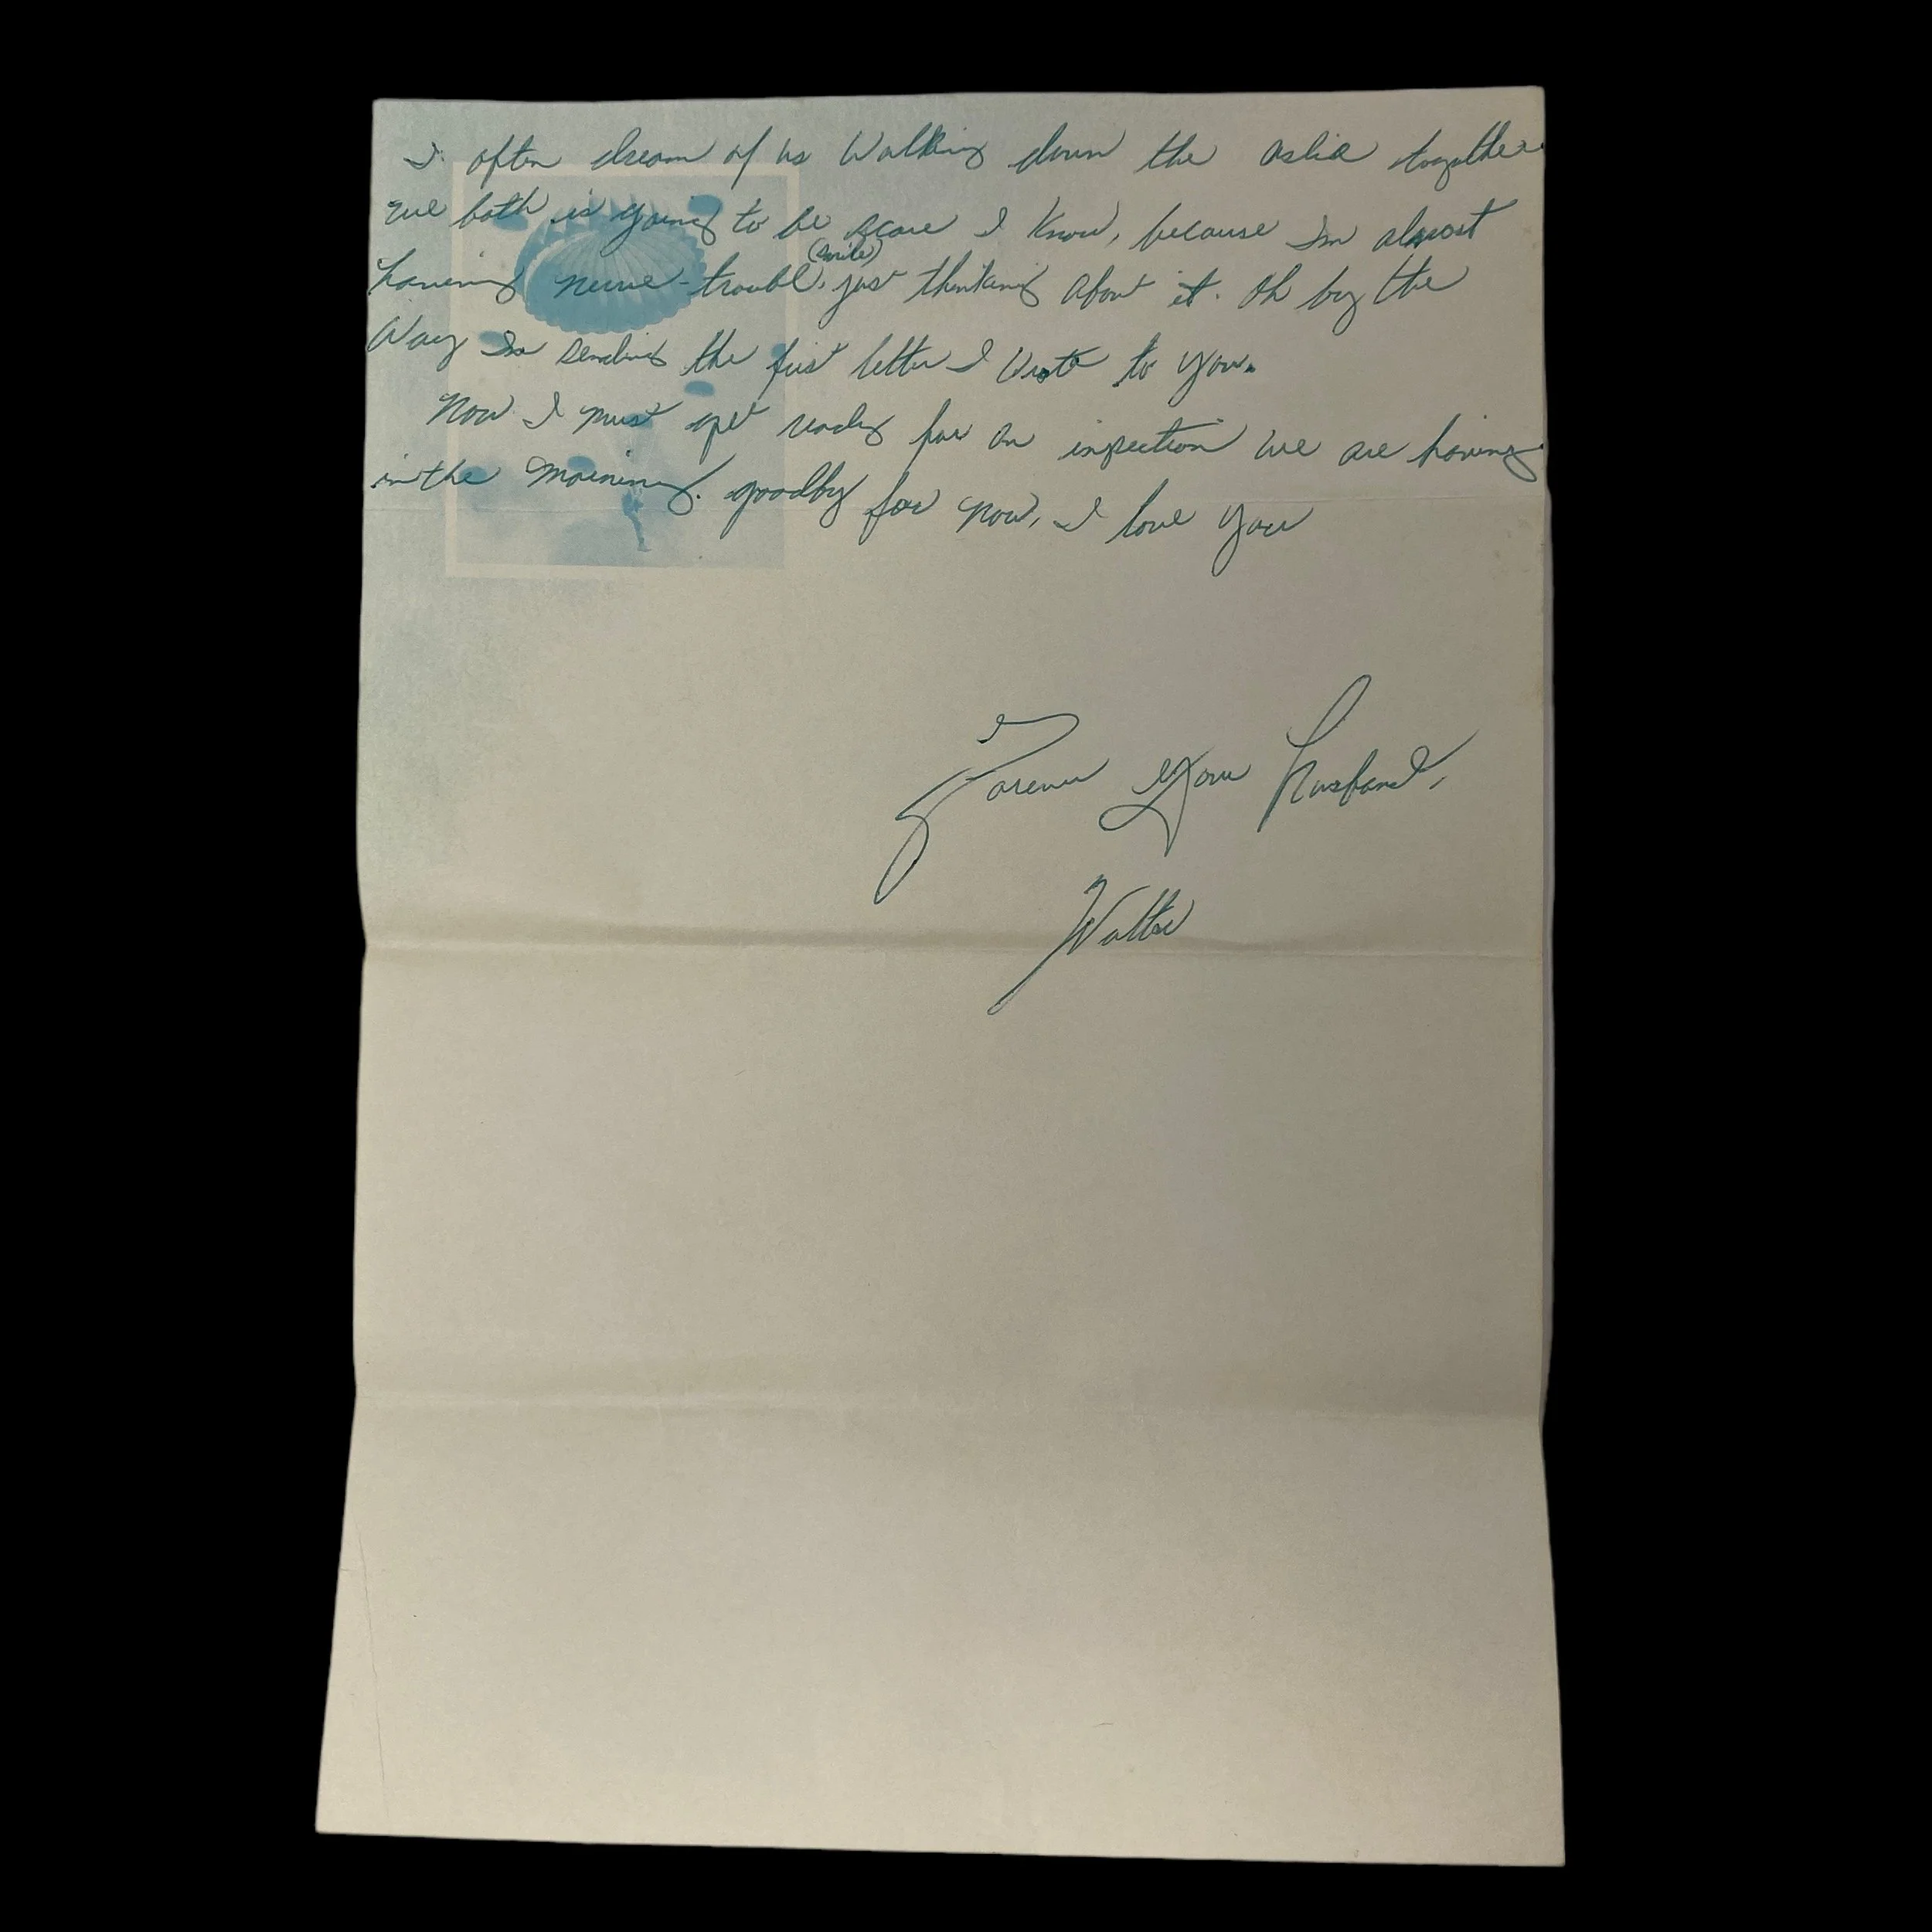 I often dream of us Walking down the aslie together
we both is going to be scare I know, because Im almost
having nerve-trouble, (smile) just thinking about it. Oh by the
Way Im sending the first letter I Wrote to you.
Now I must get ready for an inspection we are having
in the morning. goodby for now, I love you
Forever Your Husband,
Walter